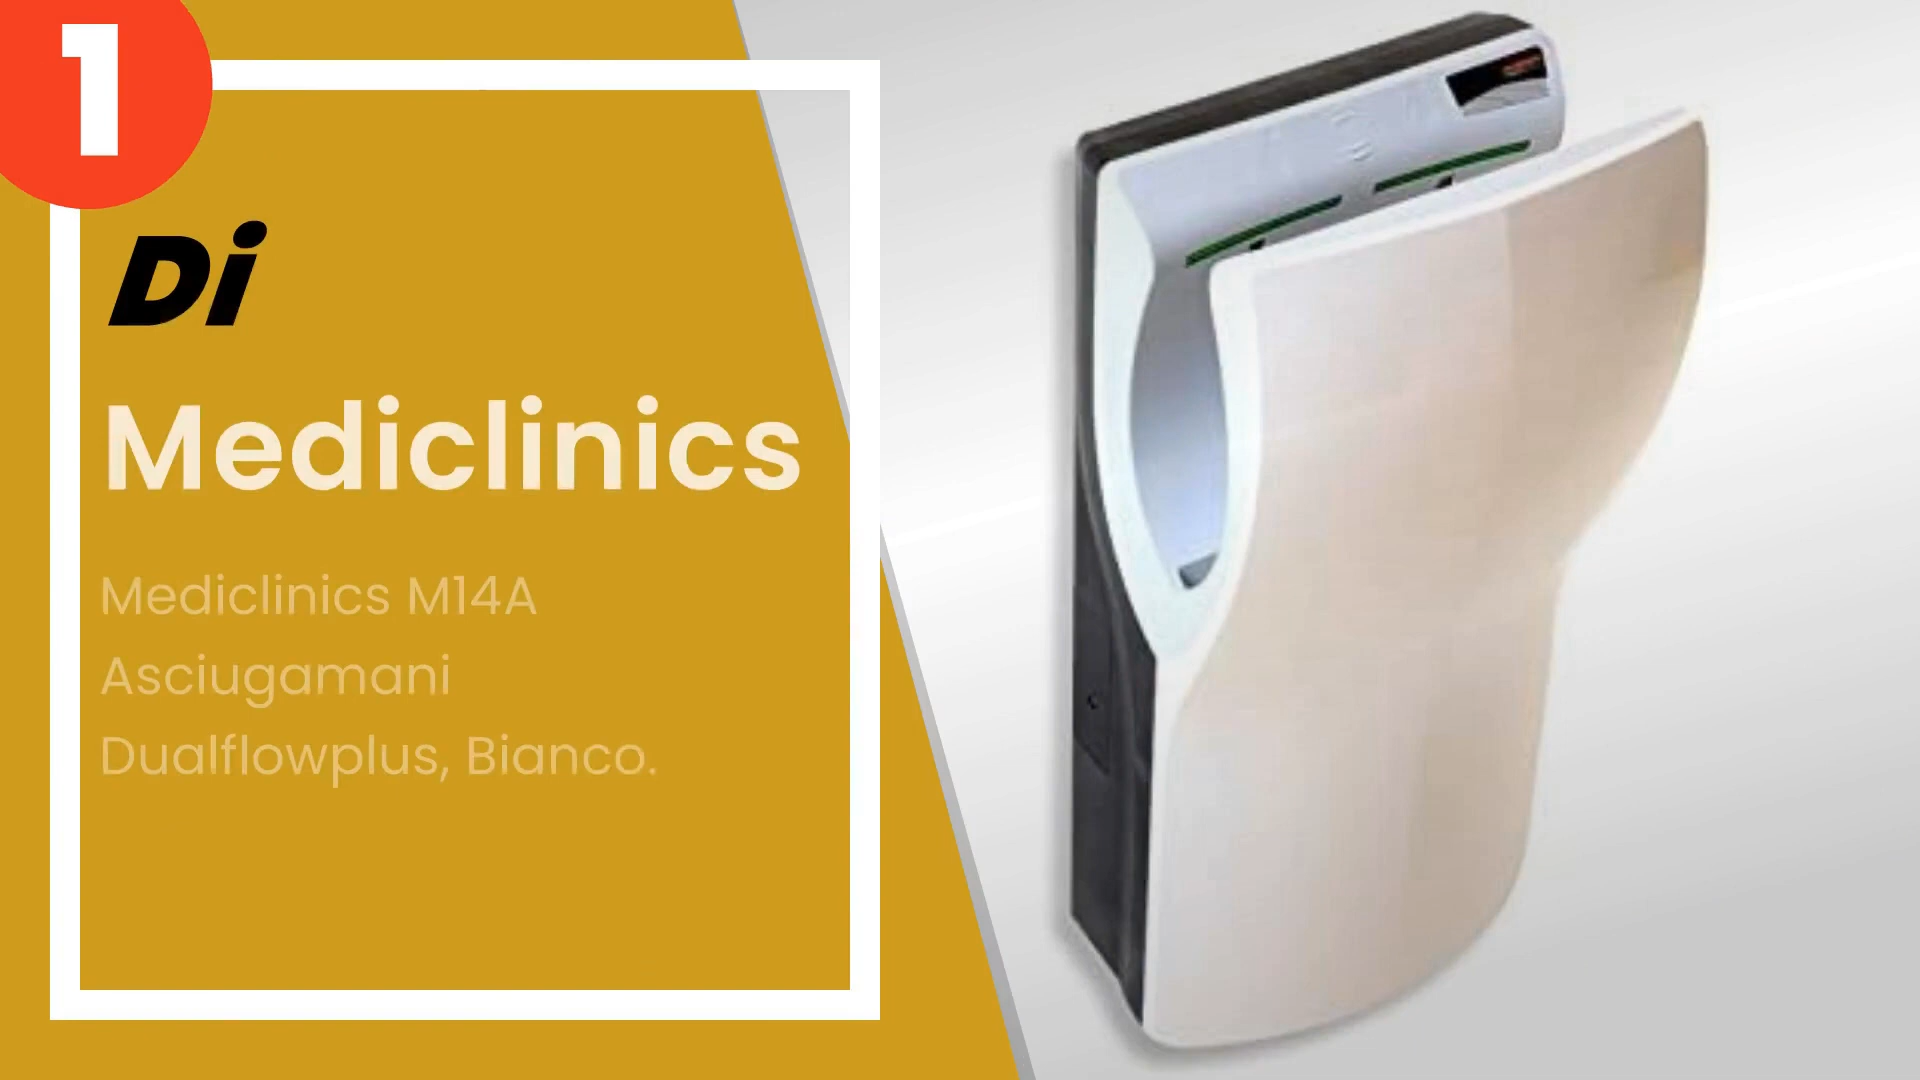 1
Di
Mediclinics
Mediclinics M14A
Asciugamani
Dualflowplus, Bianco.